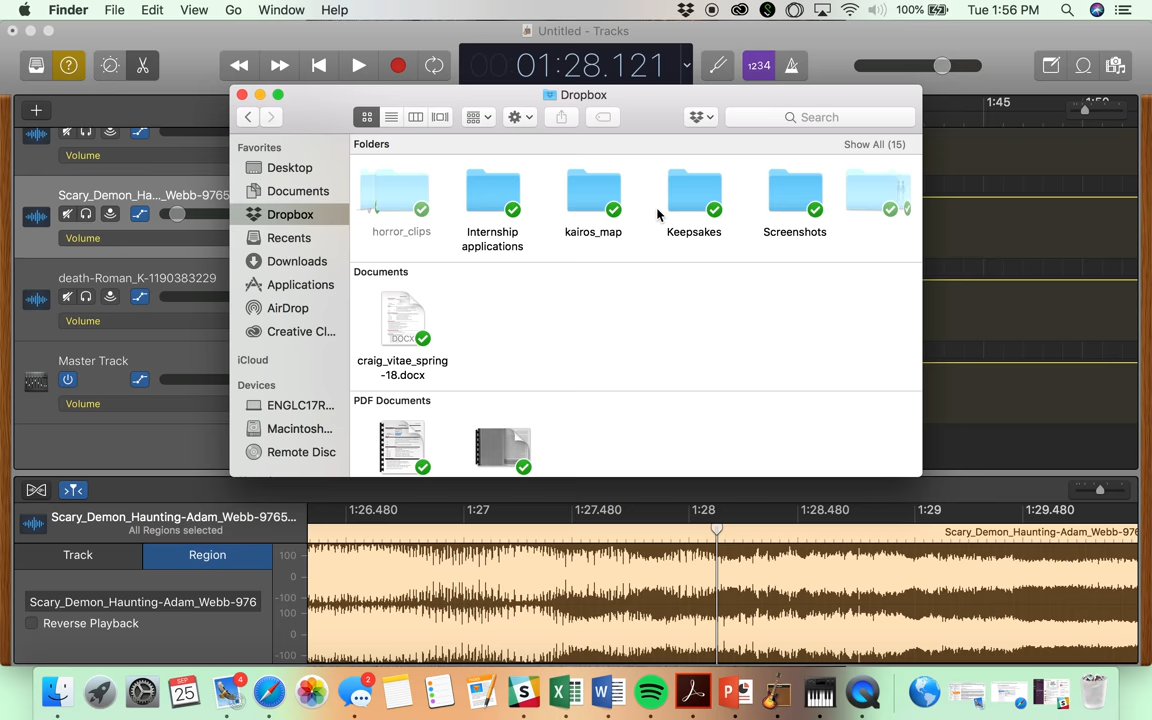 Finder File Edit View Go Window Help 100% Tue 1:56 PM
Untitled - Tracks
01:28.121 1234
Dropbox
Search
1:45
Favorites
Desktop
Documents
Dropbox
Recents
Downloads
Applications
AirDrop
Creative Cl...
iCloud
Devices
ENGLC17R...
Macintosh...
Remote Disc
Folders Show All (15)
horror_clips
Internship
applications
kairos_map
Keepsakes
Screenshots
Documents
DOCX
craig_vitae_spring
-18.docx
PDF Documents
Volume
Scary_Demon_Ha..._Webb-9765
Volume
death-Roman_K-1190383229
Volume
Master Track
Volume
Scary_Demon_Haunting-Adam_Webb-9765...
All Regions selected
Track Region
Scary_Demon_Haunting-Adam_Webb-976
Reverse Playback
1:26.480 1:27 1:27.480 1:28 1:28.480 1:29 1:29.480
Scary_Demon_Haunting-Adam_Webb-976
100
0
-100
100
0
-100
SEP
25
4
2